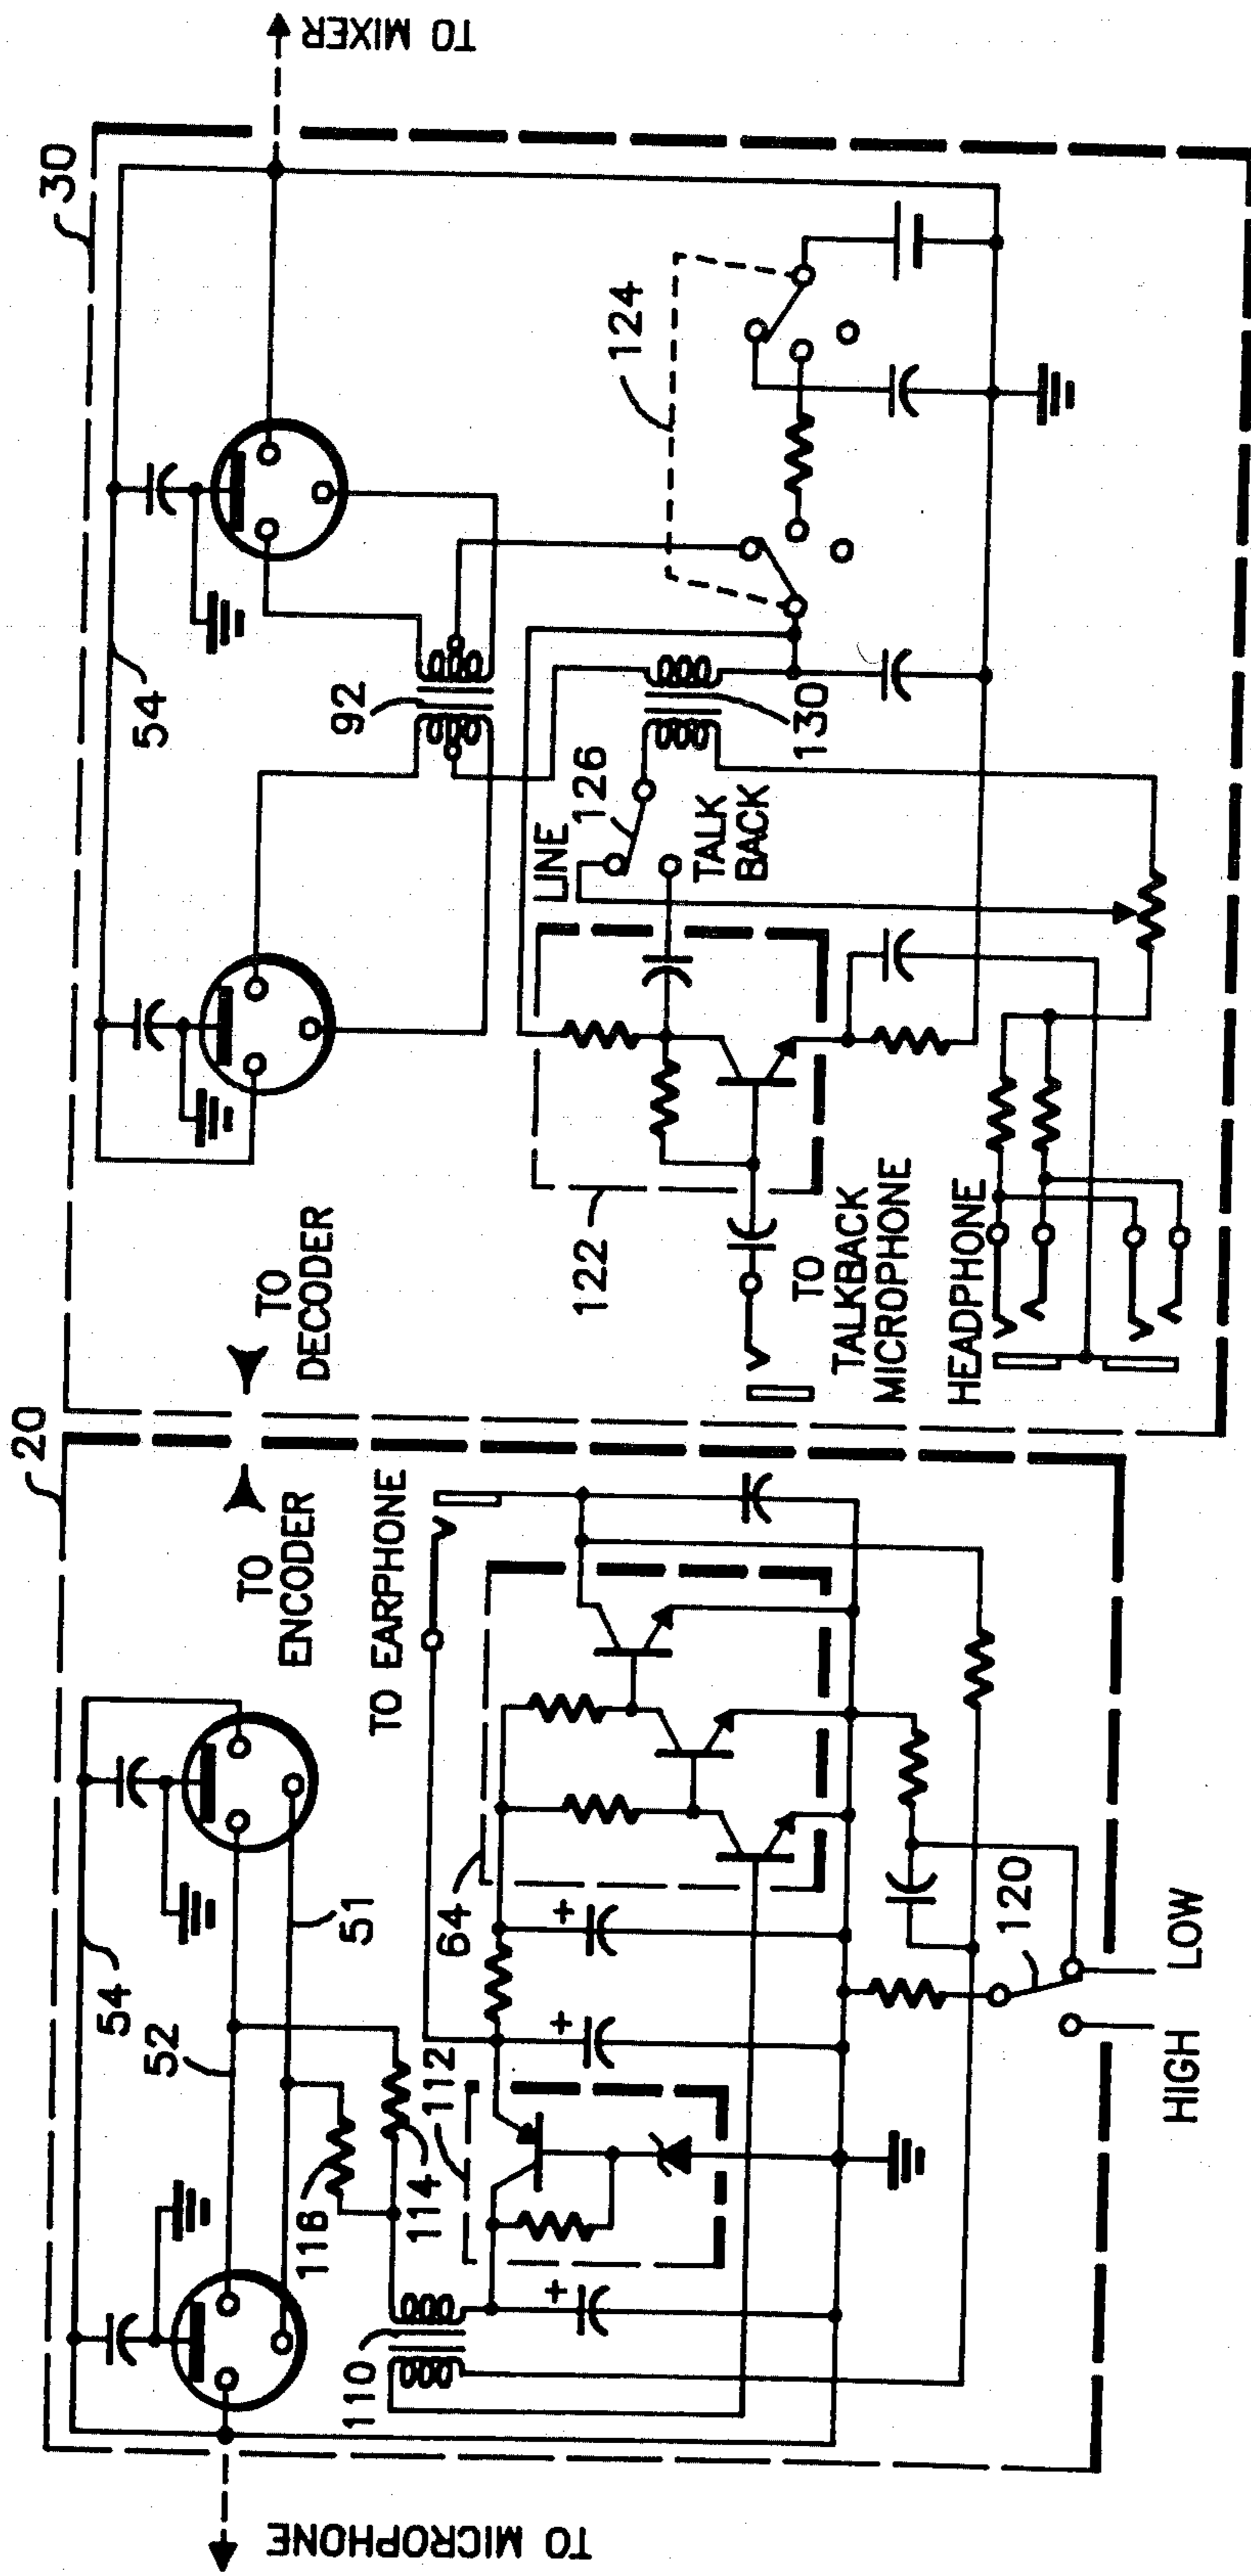 20
TO ENCODER
54
52
51
116
114
112
110
64
TO EARPHONE
+
+
+
120
HIGH
LOW
TO MICROPHONE
30
TO DECODER
54
92
LINE
126
TALK
BACK
130
124
122
TO
TALKBACK
MICROPHONE
HEADPHONE
TO MIXER